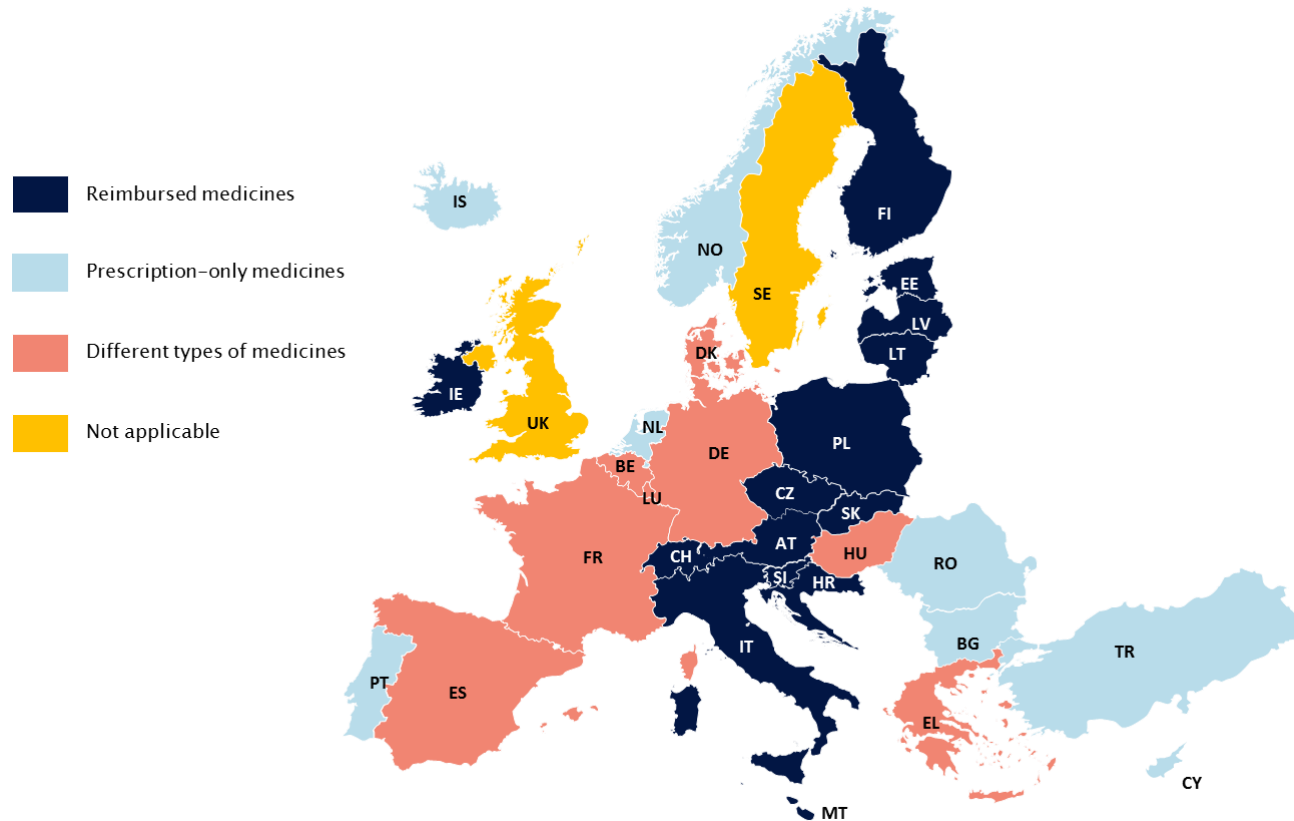 Reimbursed medicines
Prescription-only medicines
Different types of medicines
Not applicable
IS
NO
FI
SE
EE
LV
LT
DK
IE
UK
NL
BE
LU
DE
PL
CZ
SK
AT
HU
CH
SI
HR
FR
IT
RO
BG
TR
PT
ES
EL
CY
MT